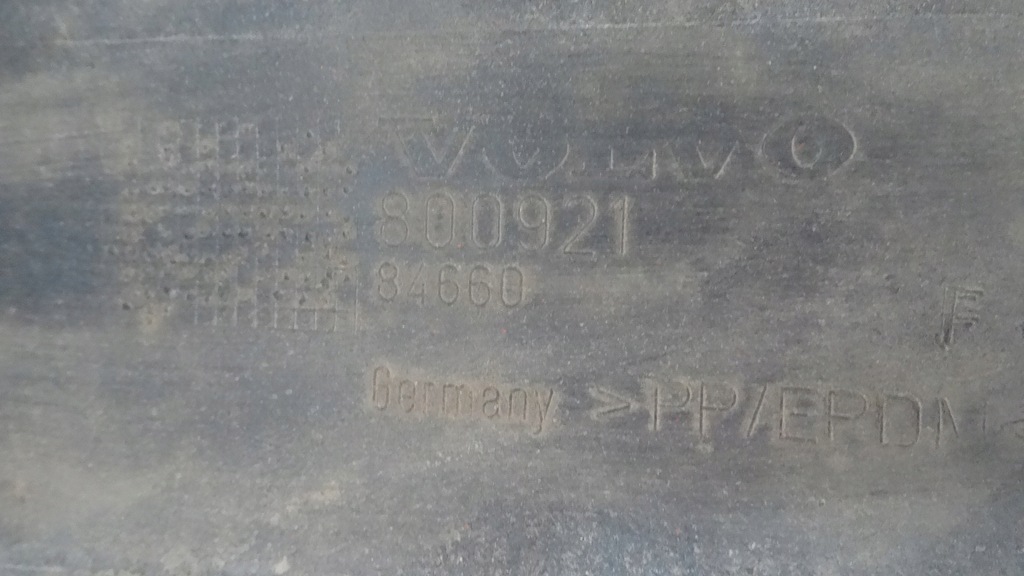 VOLVO
800921
84660
F
Germany >PP/EPDM<